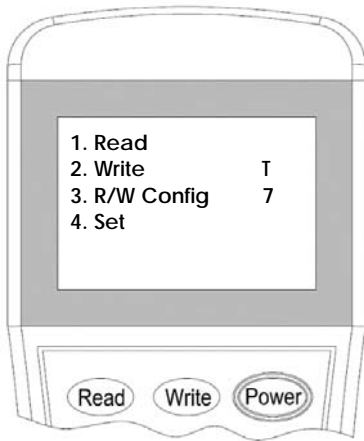 1. Read
2. Write T
3. R/W Config 7
4. Set
Read Write Power